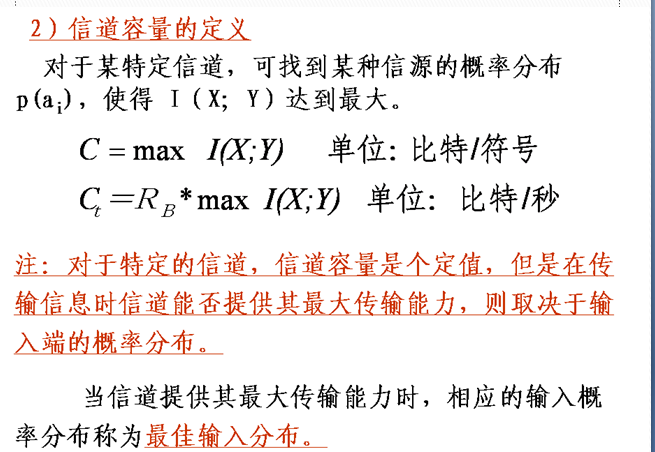 2）信道容量的定义
对于某特定信道，可找到某种信源的概率分布
p(aᵢ)，使得 I（X；Y）达到最大。
C = max I(X;Y) 单位：比特/符号
Cₜ＝R_B*max I(X;Y) 单位：比特/秒
注：对于特定的信道，信道容量是个定值，但是在传
输信息时信道能否提供其最大传输能力，则取决于输
入端的概率分布。
当信道提供其最大传输能力时，相应的输入概
率分布称为最佳输入分布。